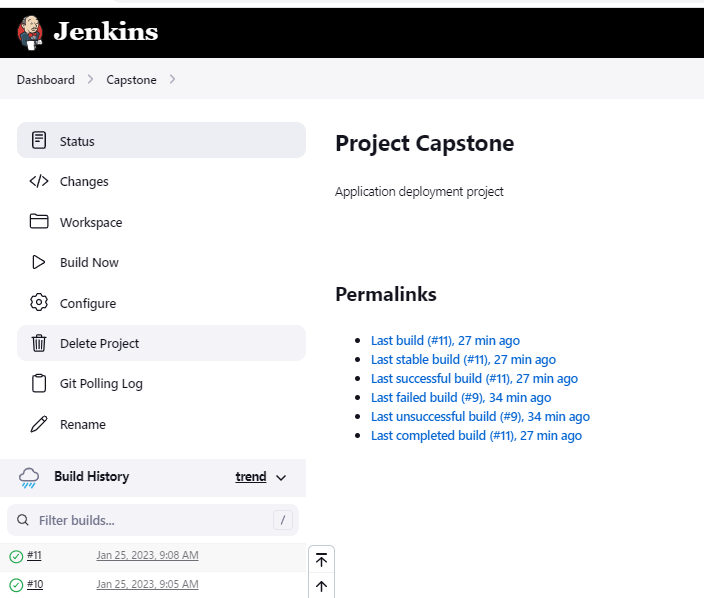 Jenkins
Dashboard
Capstone
Status
Changes
Workspace
Build Now
Configure
Delete Project
Git Polling Log
Rename
Build History
trend
Filter builds...
/
#11
Jan 25, 2023, 9:08 AM
#10
Jan 25, 2023, 9:05 AM
Project Capstone
Application deployment project
Permalinks
Last build (#11), 27 min ago
Last stable build (#11), 27 min ago
Last successful build (#11), 27 min ago
Last failed build (#9), 34 min ago
Last unsuccessful build (#9), 34 min ago
Last completed build (#11), 27 min ago